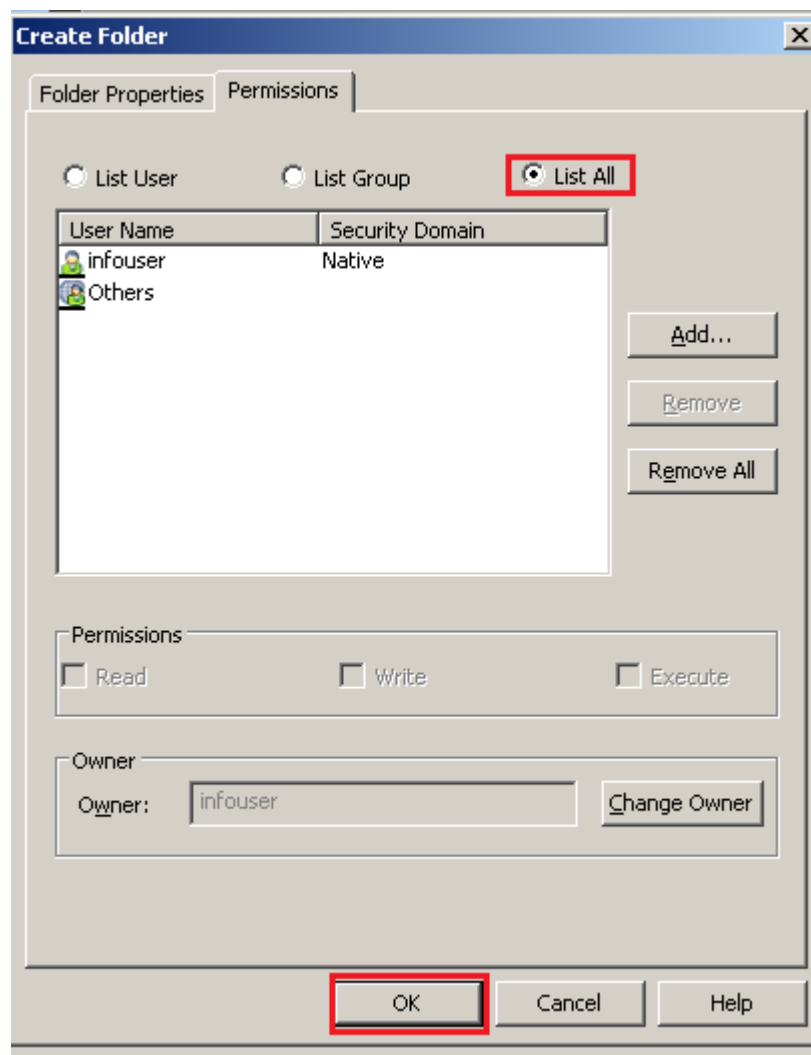 Create Folder
Folder Properties Permissions
List User List Group List All
User Name Security Domain
infouser Native
Others
Add...
Remove
Remove All
Permissions
Read Write Execute
Owner
Owner: infouser Change Owner
OK Cancel Help